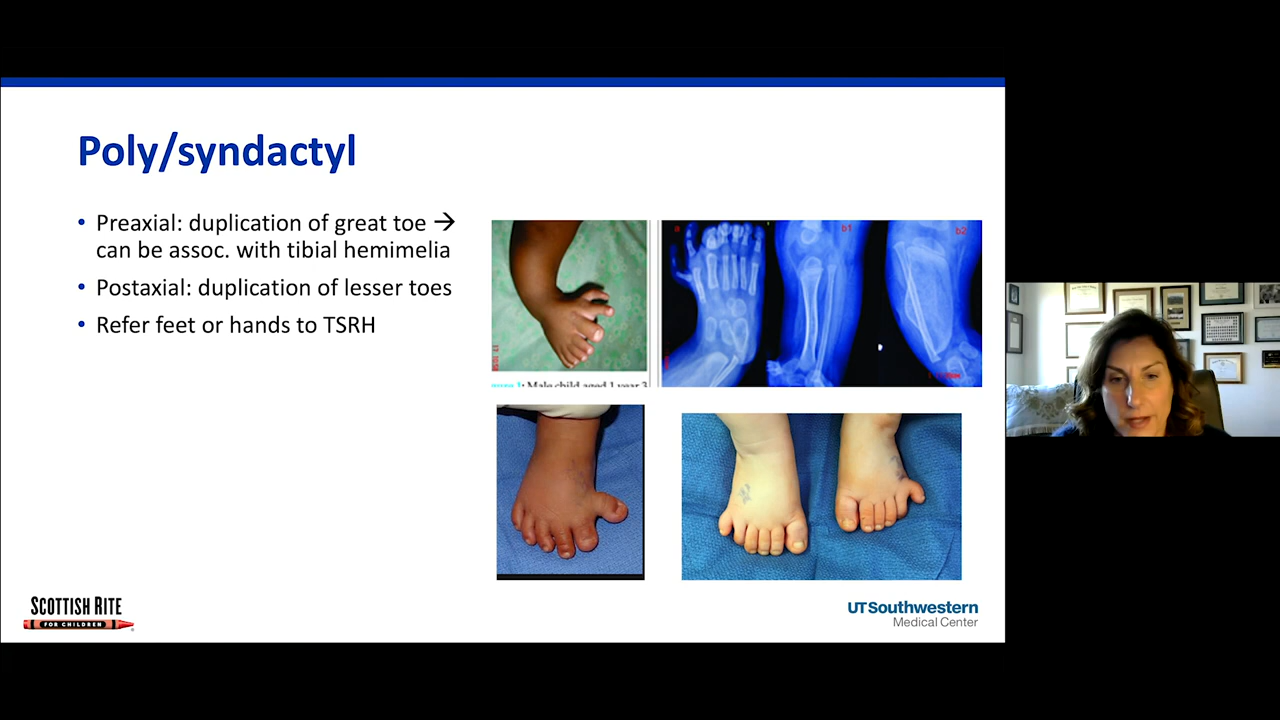 Poly/syndactyl
• Preaxial: duplication of great toe →
can be assoc. with tibial hemimelia
• Postaxial: duplication of lesser toes
• Refer feet or hands to TSRH
a
b1
b2
: Male child aged 1 year 3
SCOTTISH RITE
FOR CHILDREN
UTSouthwestern
Medical Center